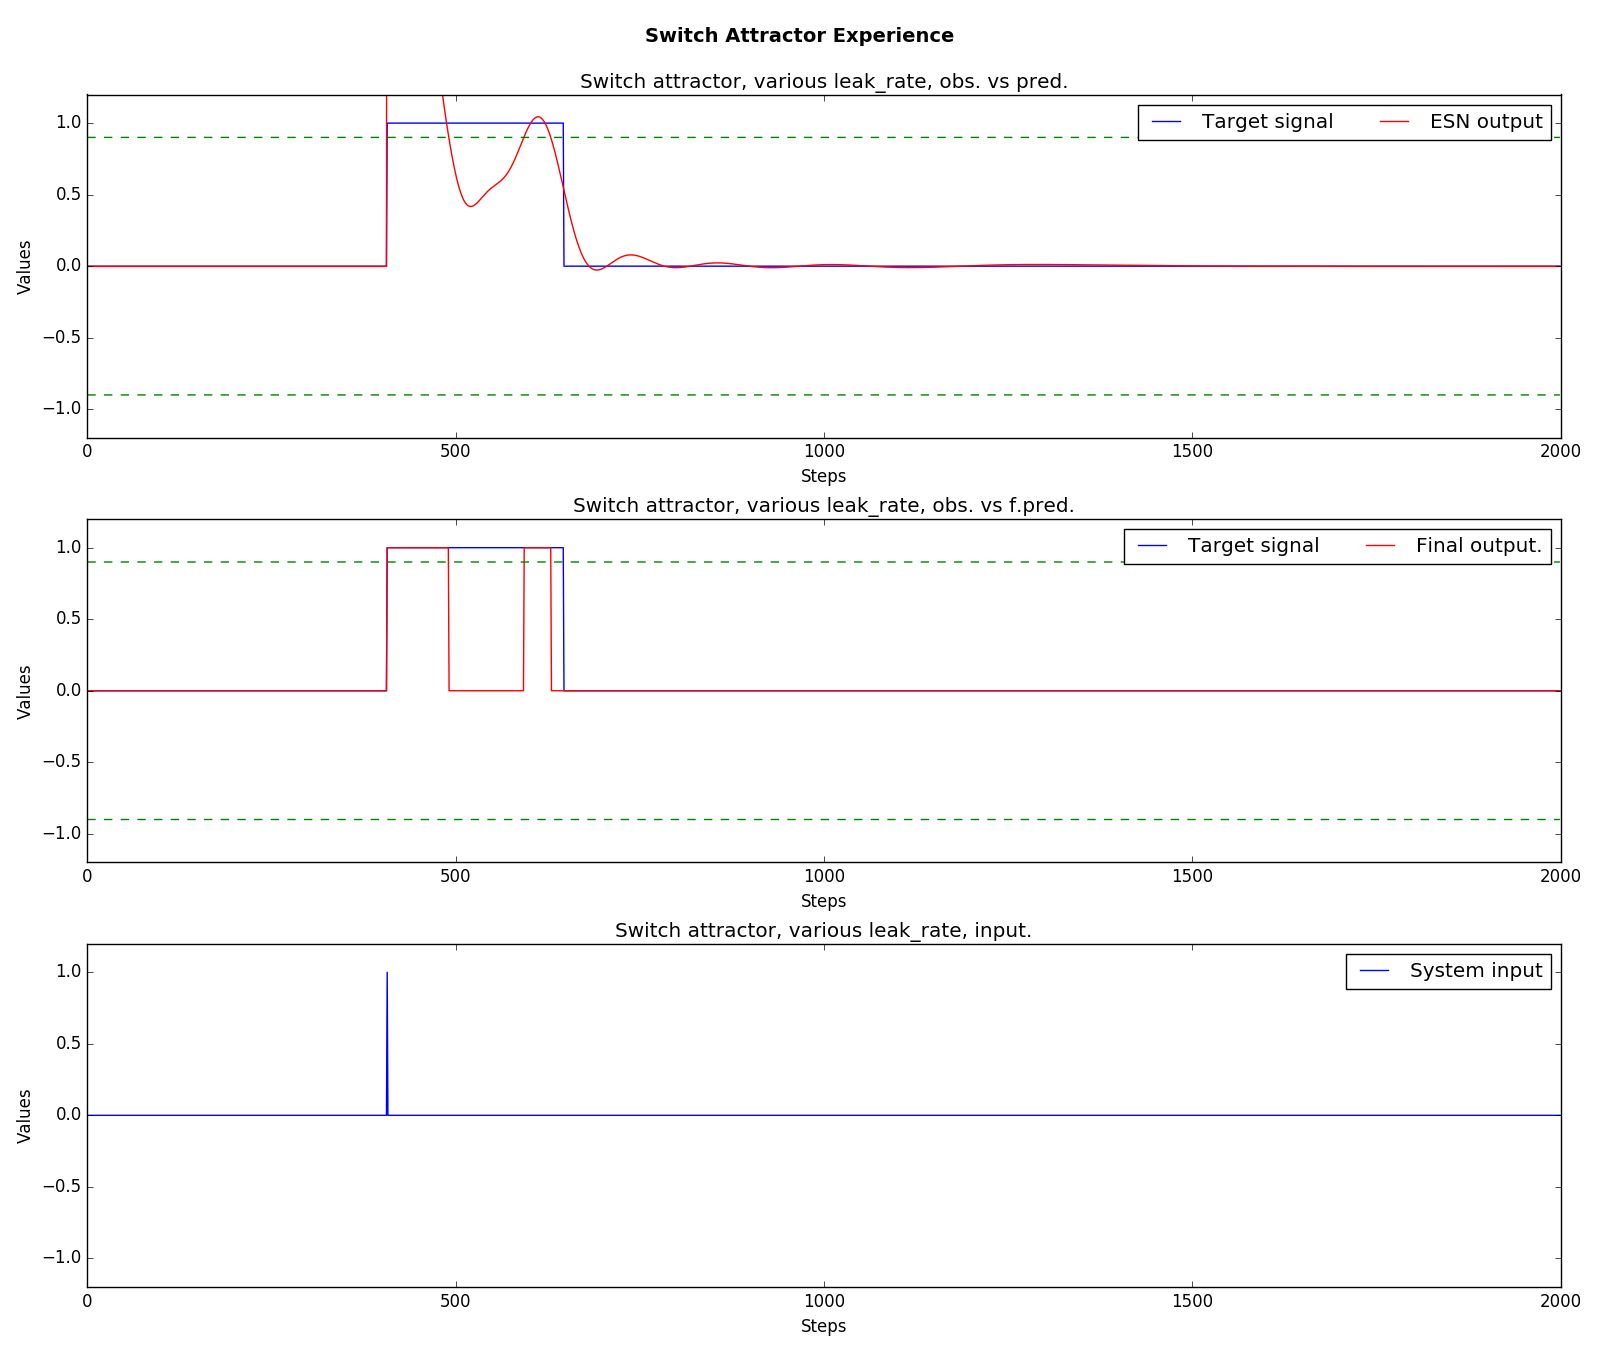 Switch Attractor Experience
Switch attractor, various leak_rate, obs. vs pred.
Target signal ESN output
1.0
0.5
0.0
−0.5
−1.0
Values
0 500 1000 1500 2000
Steps
Switch attractor, various leak_rate, obs. vs f.pred.
Target signal Final output.
1.0
0.5
0.0
−0.5
−1.0
Values
0 500 1000 1500 2000
Steps
Switch attractor, various leak_rate, input.
System input
1.0
0.5
0.0
−0.5
−1.0
Values
0 500 1000 1500 2000
Steps